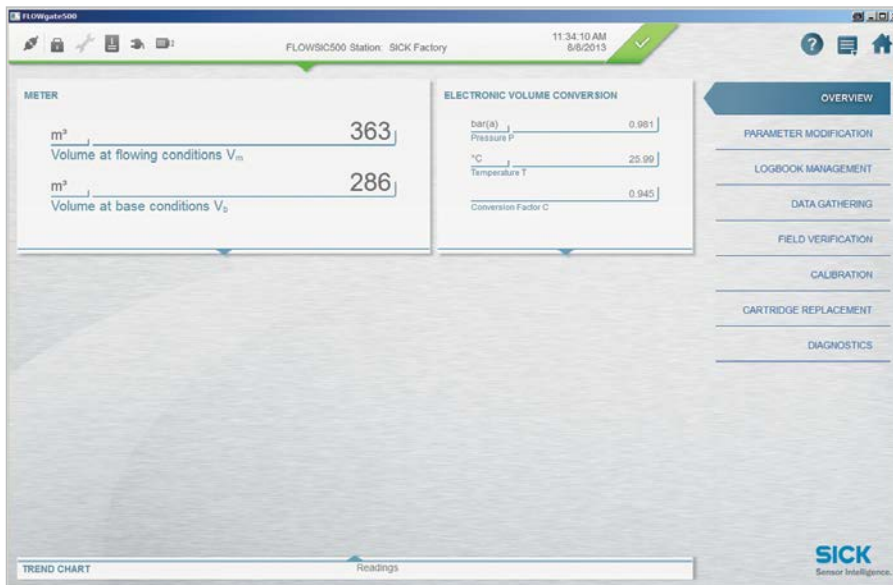 FLOWgate500
FLOWSIC500 Station: SICK Factory
11:34:10 AM
8/8/2013
METER
m³ 363
Volume at flowing conditions Vₘ
m³ 286
Volume at base conditions V_b
ELECTRONIC VOLUME CONVERSION
bar(a) 0.981
Pressure P
°C 25.99
Temperature T
0.945
Conversion Factor C
OVERVIEW
PARAMETER MODIFICATION
LOGBOOK MANAGEMENT
DATA GATHERING
FIELD VERIFICATION
CALIBRATION
CARTRIDGE REPLACEMENT
DIAGNOSTICS
TREND CHART
Readings
SICK
Sensor Intelligence.